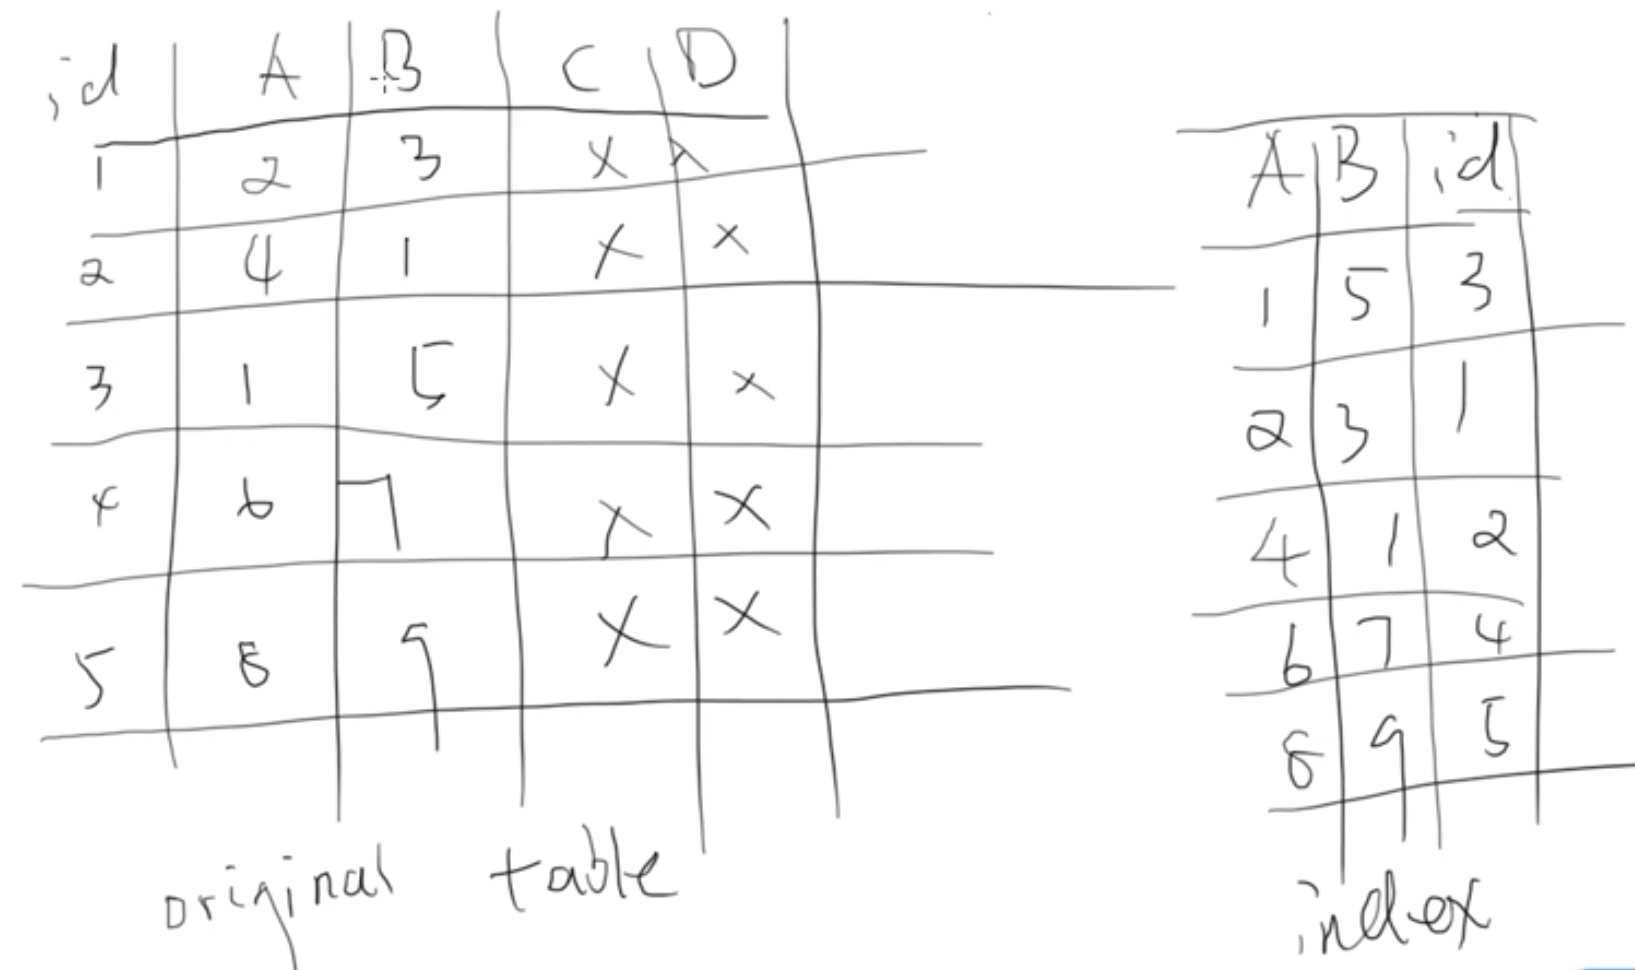 id A B C D
1 2 3 X X
2 4 1 X X
3 1 5 X X
4 6 7 X X
5 8 9 X X
original table
A B id
1 5 3
2 3 1
4 1 2
6 7 4
8 9 5
index